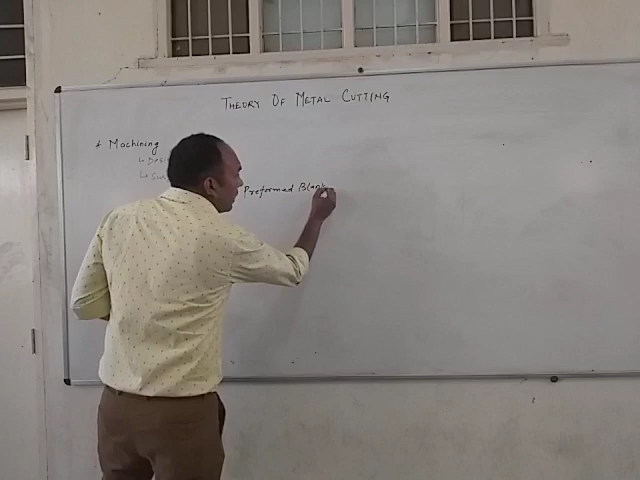 THEORY OF METAL CUTTING
* Machining
Preformed Blank